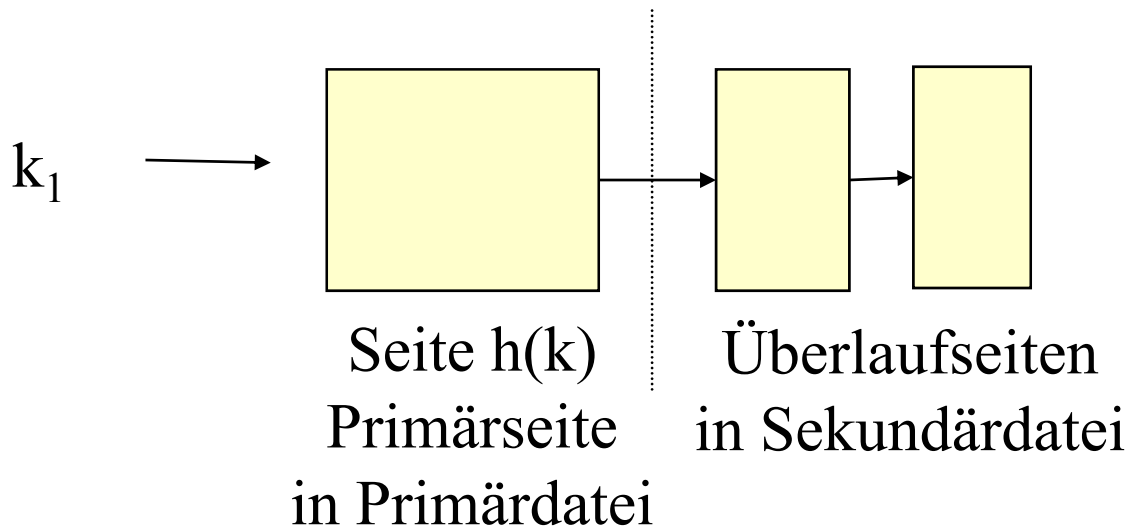 k₁
Seite h(k)
Primärseite
in Primärdatei
Überlaufseiten
in Sekundärdatei